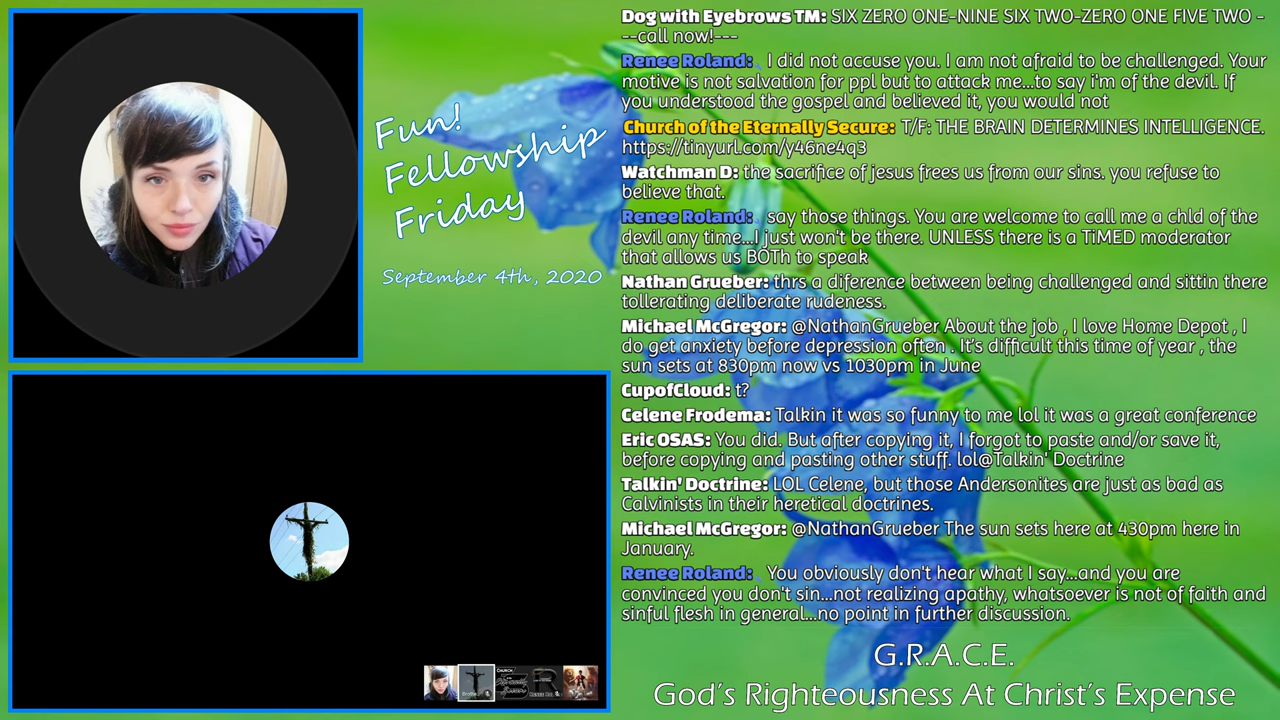 Fun!
Fellowship
Friday
September 4th, 2020
Dog with Eyebrows TM: SIX ZERO ONE-NINE SIX TWO-ZERO ONE FIVE TWO -
--call now!---
Renee Roland: I did not accuse you. I am not afraid to be challenged. Your
motive is not salvation for ppl but to attack me...to say i'm of the devil. If
you understood the gospel and believed it, you would not
Church of the Eternally Secure: T/F: THE BRAIN DETERMINES INTELLIGENCE.
https://tinyurl.com/y46ne4q3
Watchman D: the sacrifice of jesus frees us from our sins. you refuse to
believe that.
Renee Roland: say those things. You are welcome to call me a chld of the
devil any time...I just won't be there. UNLESS there is a TiMED moderator
that allows us BOTh to speak
Nathan Grueber: thrs a diference between being challenged and sittin there
tollerating deliberate rudeness.
Michael McGregor: @NathanGrueber About the job , I love Home Depot , I
do get anxiety before depression often . It's difficult this time of year , the
sun sets at 830pm now vs 1030pm in June
CupofCloud: t?
Celene Frodema: Talkin it was so funny to me lol it was a great conference
Eric OSAS: You did. But after copying it, I forgot to paste and/or save it,
before copying and pasting other stuff. lol@Talkin' Doctrine
Talkin' Doctrine: LOL Celene, but those Andersonites are just as bad as
Calvinists in their heretical doctrines.
Michael McGregor: @NathanGrueber The sun sets here at 430pm here in
January.
Renee Roland: You obviously don't hear what I say...and you are
convinced you don't sin...not realizing apathy, whatsoever is not of faith and
sinful flesh in general...no point in further discussion.
G.R.A.C.E.
God's Righteousness At Christ's Expense